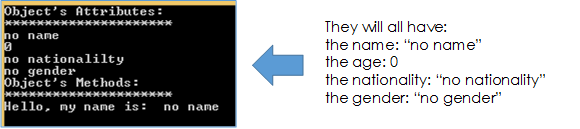 Object's Attributes:
*********************
no name
0
no nationalilty
no gender
Object's Methods:
*********************
Hello, my name is:  no name
They will all have:
the name: “no name”
the age: 0
the nationality: “no nationality”
the gender: “no gender”